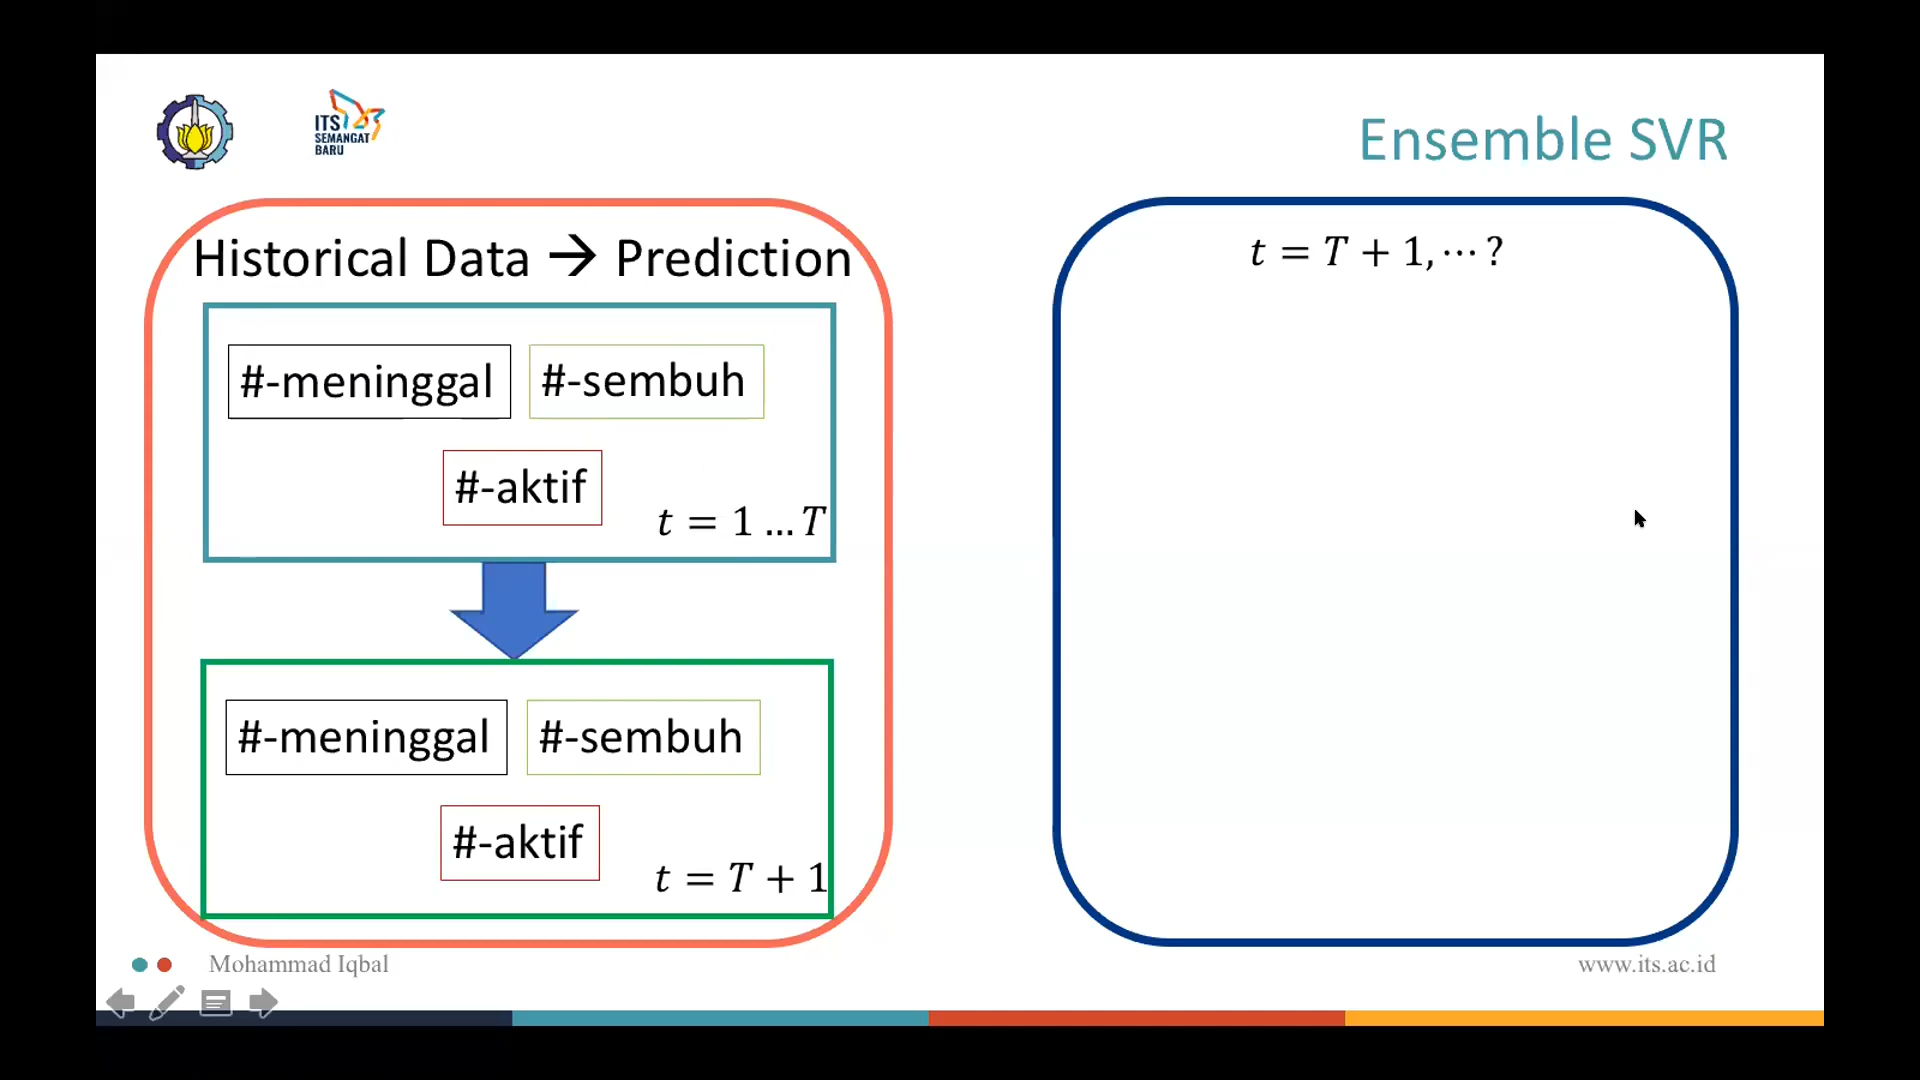 ITS
SEMANGAT
BARU
Ensemble SVR
Historical Data → Prediction
#-meninggal
#-sembuh
#-aktif
t = 1 … T
#-meninggal
#-sembuh
#-aktif
t = T + 1
t = T + 1, ⋯ ?
Mohammad Iqbal
www.its.ac.id